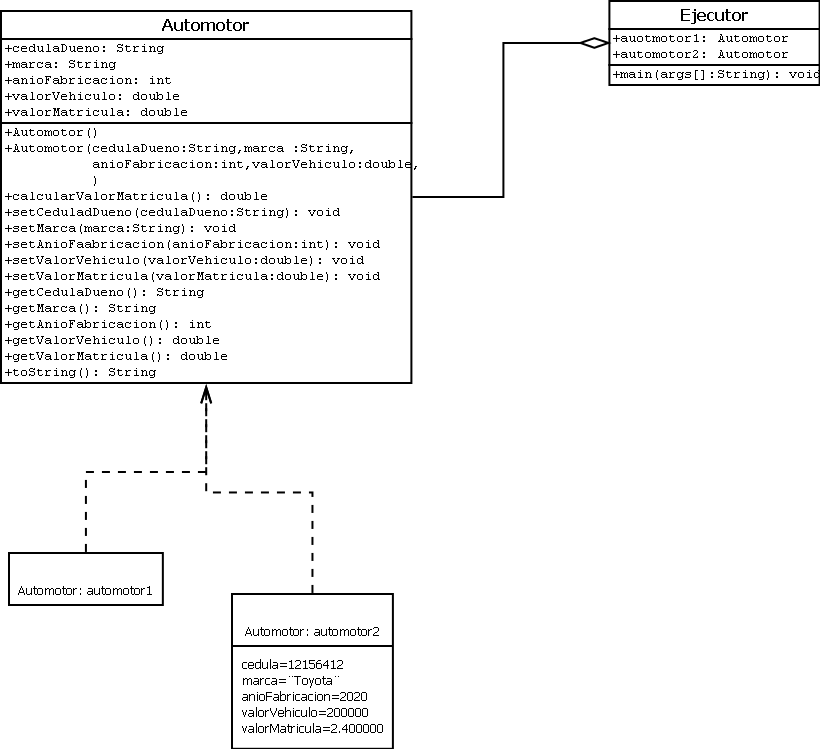 Automotor
+cedulaDueno: String
+marca: String
+anioFabricacion: int
+valorVehiculo: double
+valorMatricula: double
+Automotor()
+Automotor(cedulaDueno:String,marca :String,
anioFabricacion:int,valorVehiculo:double,
)
+calcularValorMatricula(): double
+setCeduladDueno(cedulaDueno:String): void
+setMarca(marca:String): void
+setAnioFaabricacion(anioFabricacion:int): void
+setValorVehiculo(valorVehiculo:double): void
+setValorMatricula(valorMatricula:double): void
+getCedulaDueno(): String
+getMarca(): String
+getAnioFabricacion(): int
+getValorVehiculo(): double
+getValorMatricula(): double
+toString(): String
Ejecutor
+auotmotor1: Automotor
+automotor2: Automotor
+main(args[]:String): void
Automotor: automotor1
Automotor: automotor2
cedula=12156412
marca=¨Toyota¨
anioFabricacion=2020
valorVehiculo=200000
valorMatricula=2.400000